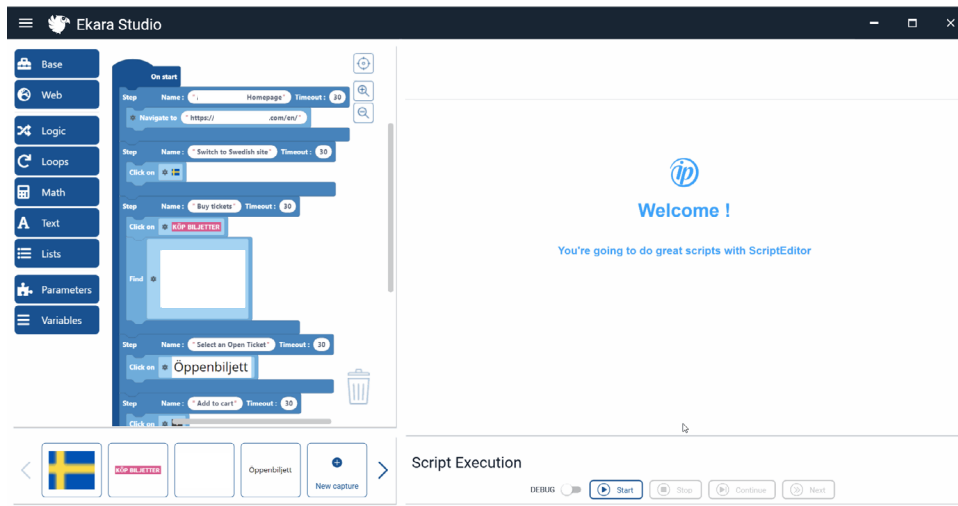 Ekara Studio
Base
Web
Logic
Loops
Math
Text
Lists
Parameters
Variables
On start
Step Name : " Homepage " Timeout : 30
Navigate to " https:// .com/en/ "
Step Name : " Switch to Swedish site " Timeout : 30
Click on
Step Name : " Buy tickets " Timeout : 30
Click on KÖP BILJETTER
Find
Step Name : " Select an Open Ticket " Timeout : 30
Click on Öppenbiljett
Step Name : " Add to cart " Timeout : 30
Click on
KÖP BILJETTER
Öppenbiljett
New capture
ip
Welcome !
You're going to do great scripts with ScriptEditor
Script Execution
DEBUG Start Stop Continue Next